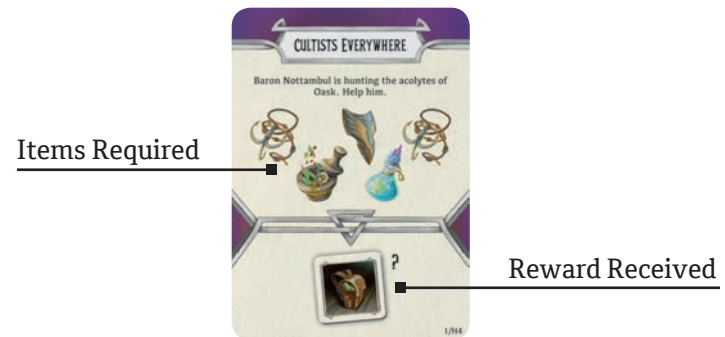 CULTISTS EVERYWHERE
Baron Nottambul is hunting the acolytes of
Oask. Help him.
Items Required
?
Reward Received
1/H4